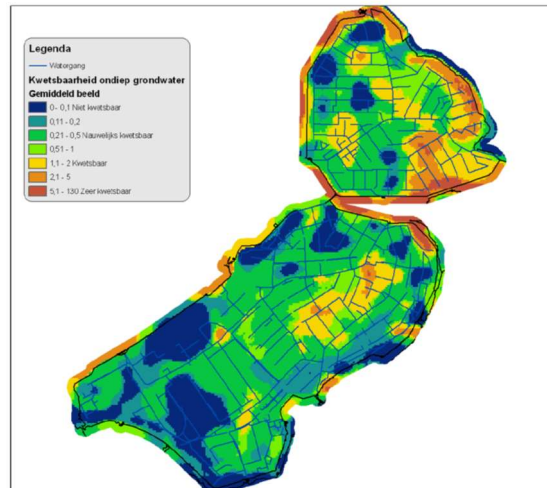 Legenda
Watergang
Kwetsbaarheid ondiep grondwater
Gemiddeld beeld
0 - 0,1 Niet kwetsbaar
0,11 - 0,2
0,21 - 0,5 Nauwelijks kwetsbaar
0,51 - 1
1,1 - 2 Kwetsbaar
2,1 - 5
5,1 - 130 Zeer kwetsbaar